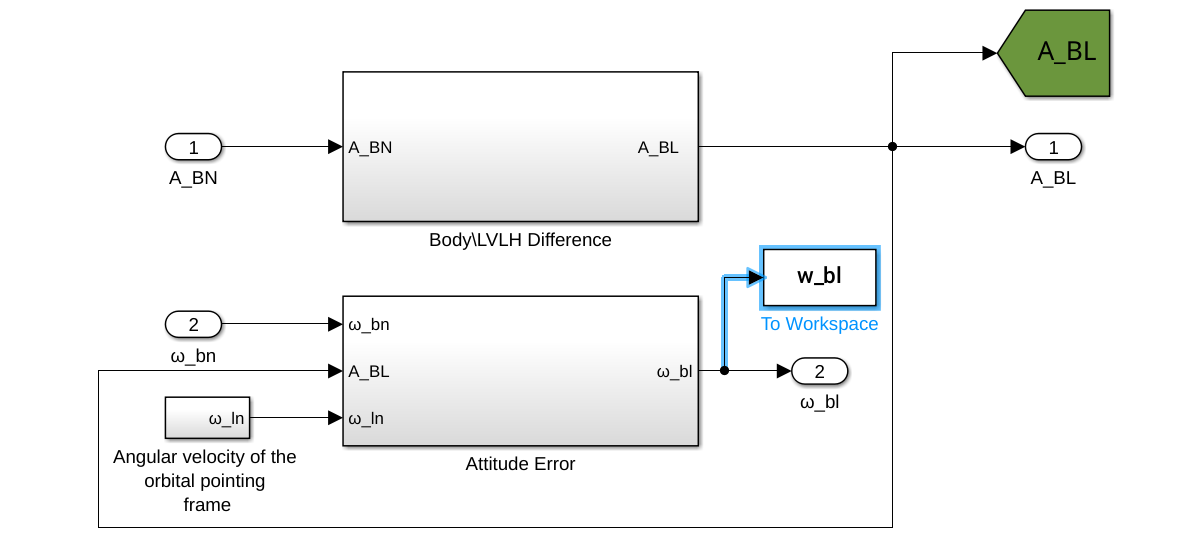 A_BL
1
A_BN
A_BN
A_BL
1
A_BL
Body\LVLH Difference
w_bl
To Workspace
2
ω_bn
ω_bn
A_BL
ω_ln
ω_bl
2
ω_bl
ω_ln
Angular velocity of the
orbital pointing
frame
Attitude Error